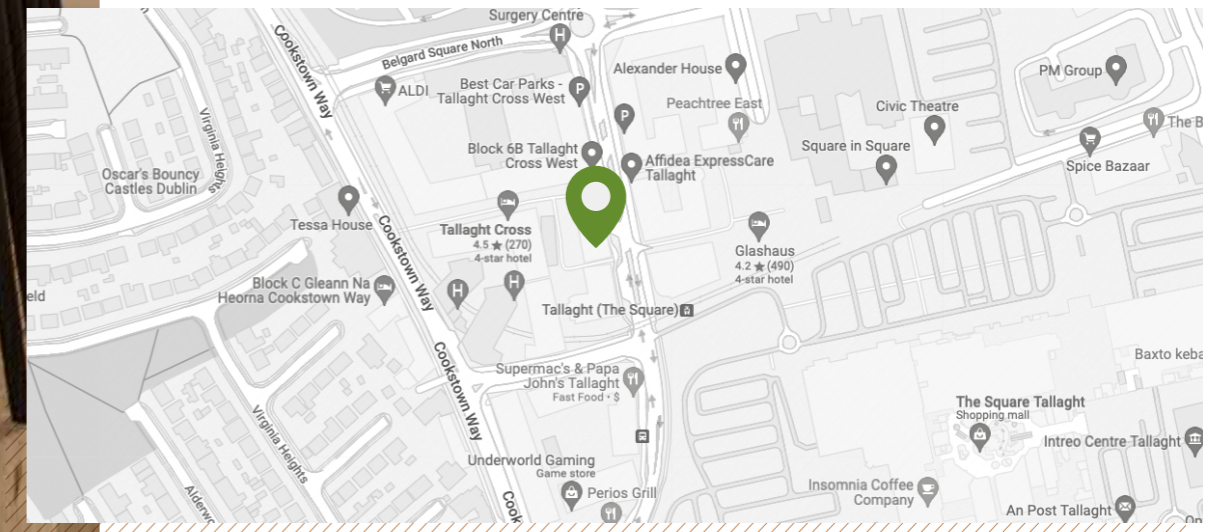 Surgery Centre
Cookstown Way
Belgard Square North
ALDI
Best Car Parks -
Tallaght Cross West
P
P
H
Alexander House
Peachtree East
PM Group
Civic Theatre
The B
Virginia Heights
Block 6B Tallaght
Cross West
Affidea ExpressCare
Tallaght
Square in Square
Spice Bazaar
Oscar's Bouncy
Castles Dublin
Tessa House
Tallaght Cross
4.5 ★ (270)
4-star hotel
Cookstown Way
Glashaus
4.2 ★ (490)
4-star hotel
eld
Block C Gleann Na
Heorna Cookstown Way
H
H
Tallaght (The Square)
Cookstown Way
Supermac's & Papa
John's Tallaght
Fast Food • $
Baxto keba
The Square Tallaght
Shopping mall
Virginia Heights
Intreo Centre Tallaght
Underworld Gaming
Game store
Perios Grill
Insomnia Coffee
Company
Alderw
Cook
An Post Tallaght
On